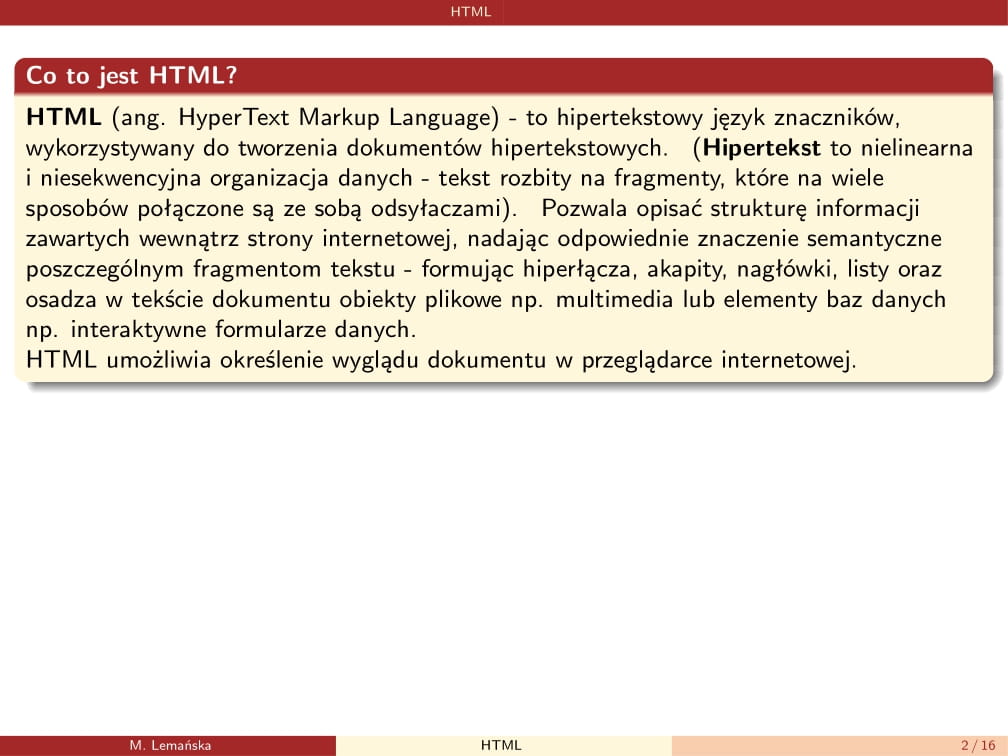 HTML
Co to jest HTML?
HTML (ang. HyperText Markup Language) - to hipertekstowy język znaczników,
wykorzystywany do tworzenia dokumentów hipertekstowych. (Hipertekst to nielinearna
i niesekwencyjna organizacja danych - tekst rozbity na fragmenty, które na wiele
sposobów połączone są ze sobą odsyłaczami). Pozwala opisać strukturę informacji
zawartych wewnątrz strony internetowej, nadając odpowiednie znaczenie semantyczne
poszczególnym fragmentom tekstu - formując hiperłącza, akapity, nagłówki, listy oraz
osadza w tekście dokumentu obiekty plikowe np. multimedia lub elementy baz danych
np. interaktywne formularze danych.
HTML umożliwia określenie wyglądu dokumentu w przeglądarce internetowej.
M. Lemańska HTML 2 / 16